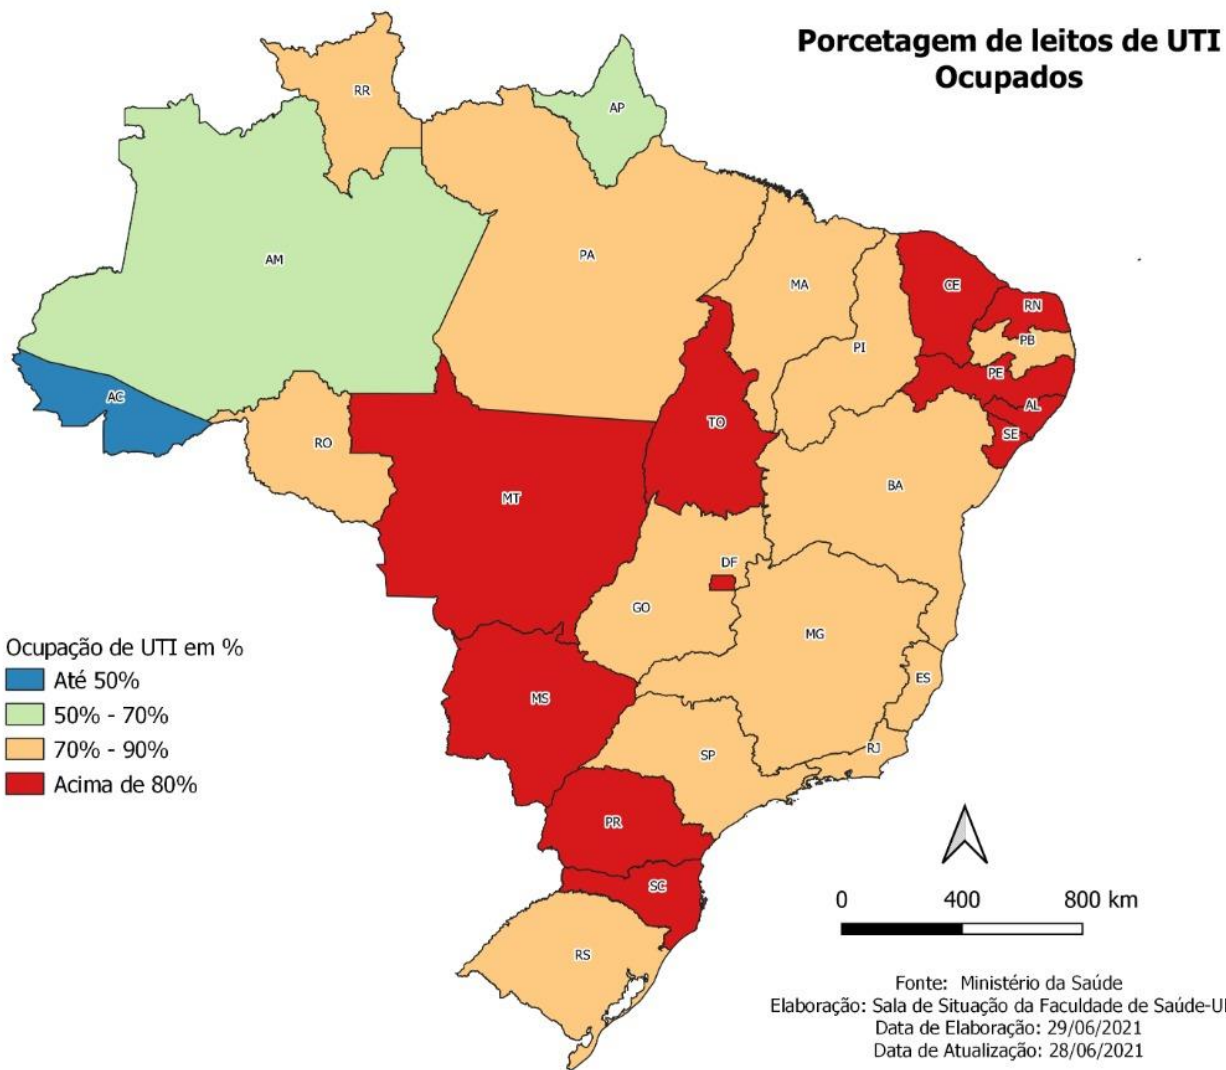 Porcetagem de leitos de UTI
Ocupados
RR
AP
AM
PA
MA
CE
RN
PB
PI
PE
AC
AL
TO
SE
RO
BA
MT
DF
GO
MG
Ocupação de UTI em %
Até 50%
50% - 70%
70% - 90%
Acima de 80%
ES
MS
RJ
SP
PR
SC
RS
0 400 800 km
Fonte: Ministério da Saúde
Elaboração: Sala de Situação da Faculdade de Saúde-U
Data de Elaboração: 29/06/2021
Data de Atualização: 28/06/2021